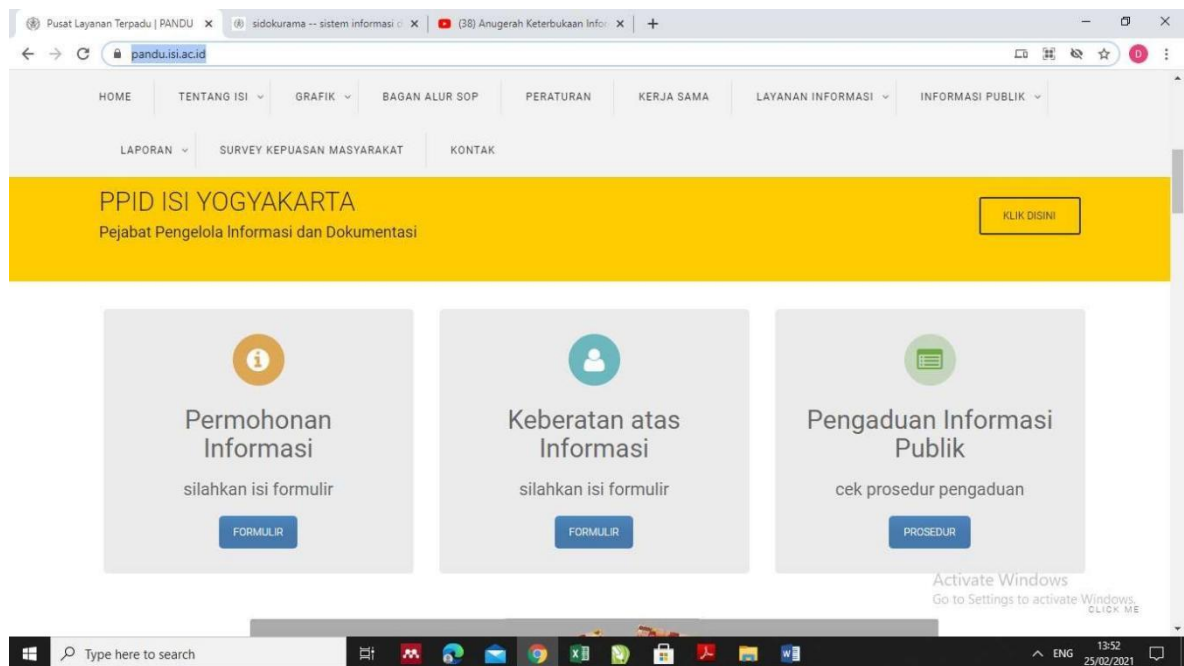 Pusat Layanan Terpadu | PANDU
sidokurama -- sistem informasi d
(38) Anugerah Keterbukaan Infor
pandu.isi.ac.id
D
HOME TENTANG ISI GRAFIK BAGAN ALUR SOP PERATURAN KERJA SAMA LAYANAN INFORMASI INFORMASI PUBLIK
LAPORAN SURVEY KEPUASAN MASYARAKAT KONTAK
PPID ISI YOGYAKARTA
Pejabat Pengelola Informasi dan Dokumentasi
KLIK DISINI
Permohonan
Informasi
silahkan isi formulir
FORMULIR
Keberatan atas
Informasi
silahkan isi formulir
FORMULIR
Pengaduan Informasi
Publik
cek prosedur pengaduan
PROSEDUR
Activate Windows
Go to Settings to activate Windows.
CLICK ME
Type here to search
ENG
13:52
25/02/2021